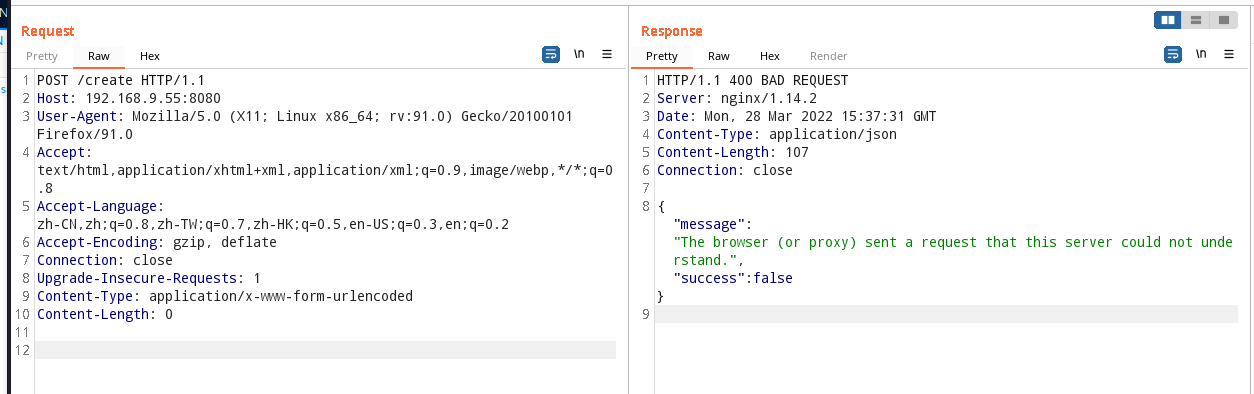 Request
Pretty Raw Hex \n
1 POST /create HTTP/1.1
2 Host: 192.168.9.55:8080
3 User-Agent: Mozilla/5.0 (X11; Linux x86_64; rv:91.0) Gecko/20100101
Firefox/91.0
4 Accept:
text/html,application/xhtml+xml,application/xml;q=0.9,image/webp,*/*;q=0
.8
5 Accept-Language:
zh-CN,zh;q=0.8,zh-TW;q=0.7,zh-HK;q=0.5,en-US;q=0.3,en;q=0.2
6 Accept-Encoding: gzip, deflate
7 Connection: close
8 Upgrade-Insecure-Requests: 1
9 Content-Type: application/x-www-form-urlencoded
10 Content-Length: 0
11
12
Response
Pretty Raw Hex Render \n
1 HTTP/1.1 400 BAD REQUEST
2 Server: nginx/1.14.2
3 Date: Mon, 28 Mar 2022 15:37:31 GMT
4 Content-Type: application/json
5 Content-Length: 107
6 Connection: close
7
8 {
"message":
"The browser (or proxy) sent a request that this server could not unde
rstand.",
"success":false
}
9